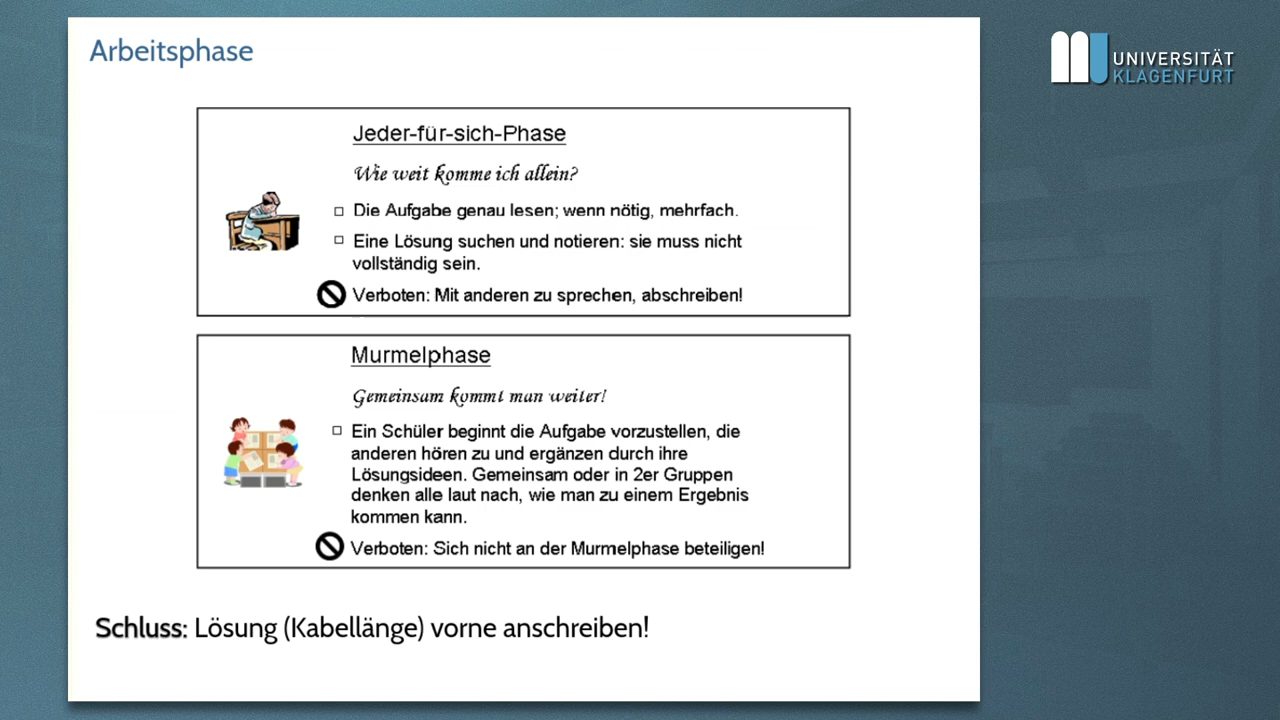 Arbeitsphase
UNIVERSITÄT
KLAGENFURT
Jeder-für-sich-Phase
Wie weit komme ich allein?
Die Aufgabe genau lesen; wenn nötig, mehrfach.
Eine Lösung suchen und notieren: sie muss nicht
vollständig sein.
Verboten: Mit anderen zu sprechen, abschreiben!
Murmelphase
Gemeinsam kommt man weiter!
Ein Schüler beginnt die Aufgabe vorzustellen, die
anderen hören zu und ergänzen durch ihre
Lösungsideen. Gemeinsam oder in 2er Gruppen
denken alle laut nach, wie man zu einem Ergebnis
kommen kann.
Verboten: Sich nicht an der Murmelphase beteiligen!
Schluss: Lösung (Kabellänge) vorne anschreiben!